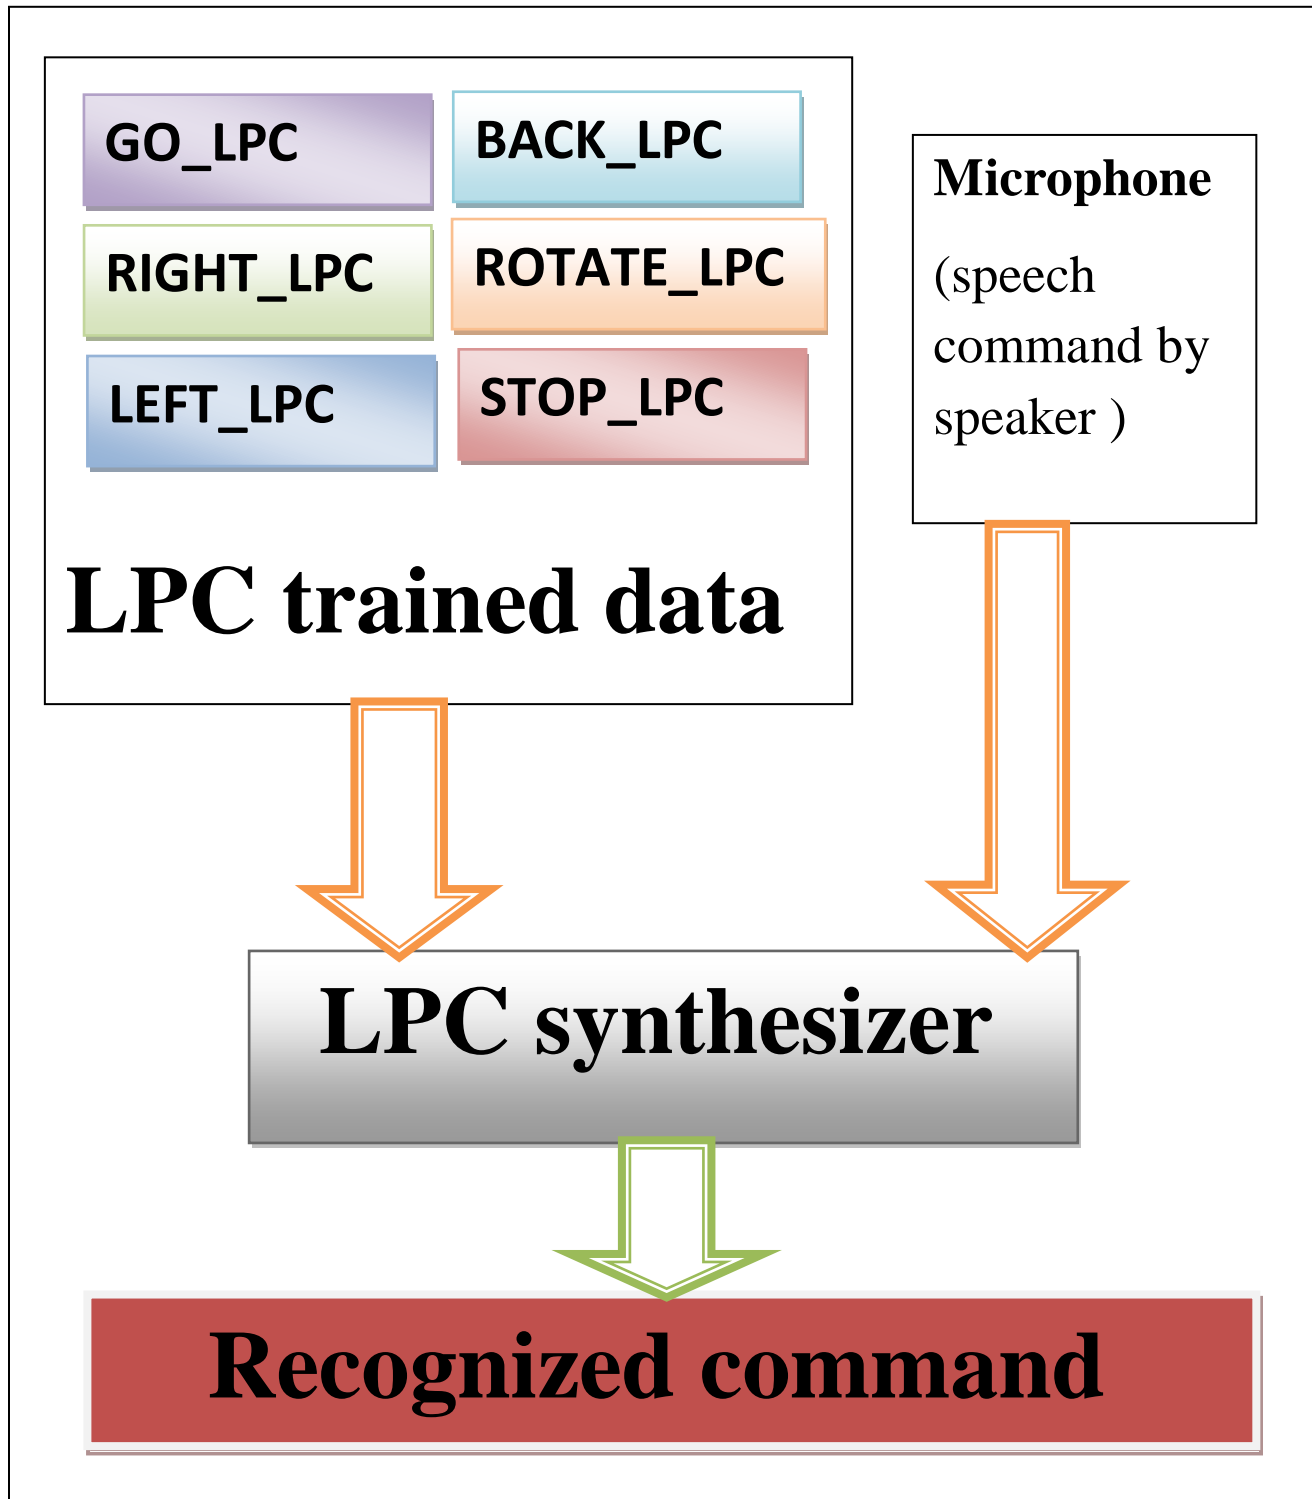 GO_LPC
BACK_LPC
RIGHT_LPC
ROTATE_LPC
LEFT_LPC
STOP_LPC
LPC trained data
Microphone
(speech
command by
speaker )
LPC synthesizer
Recognized command